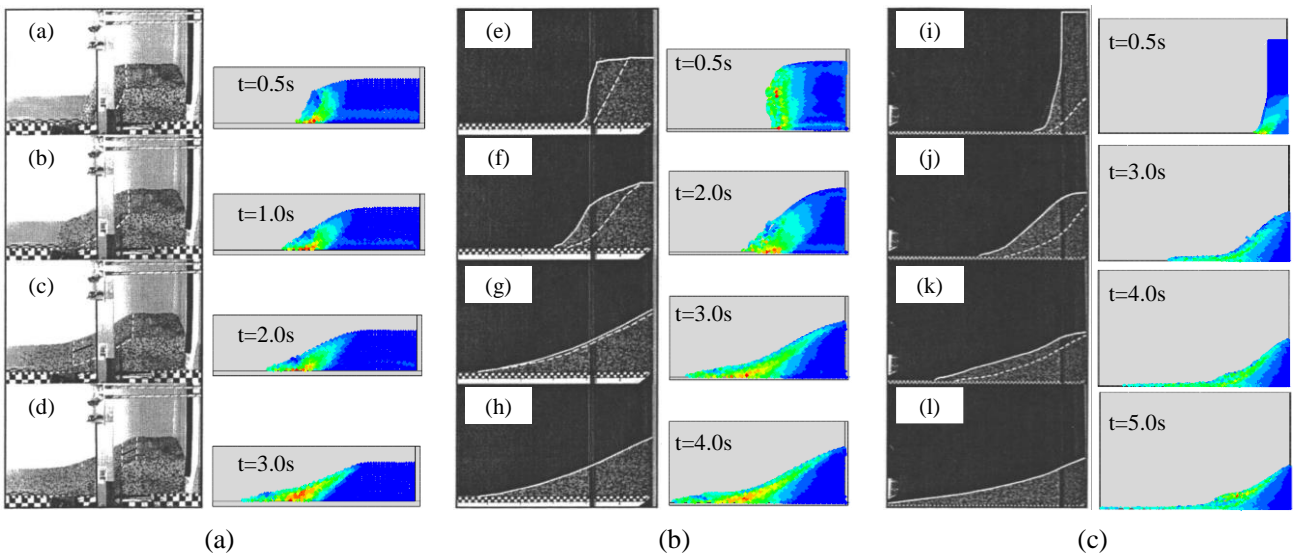 (a)
t=0.5s
(b)
t=1.0s
(c)
t=2.0s
(d)
t=3.0s
(a)
(e)
t=0.5s
(f)
t=2.0s
(g)
t=3.0s
(h)
t=4.0s
(b)
(i)
t=0.5s
(j)
t=3.0s
(k)
t=4.0s
(l)
t=5.0s
(c)